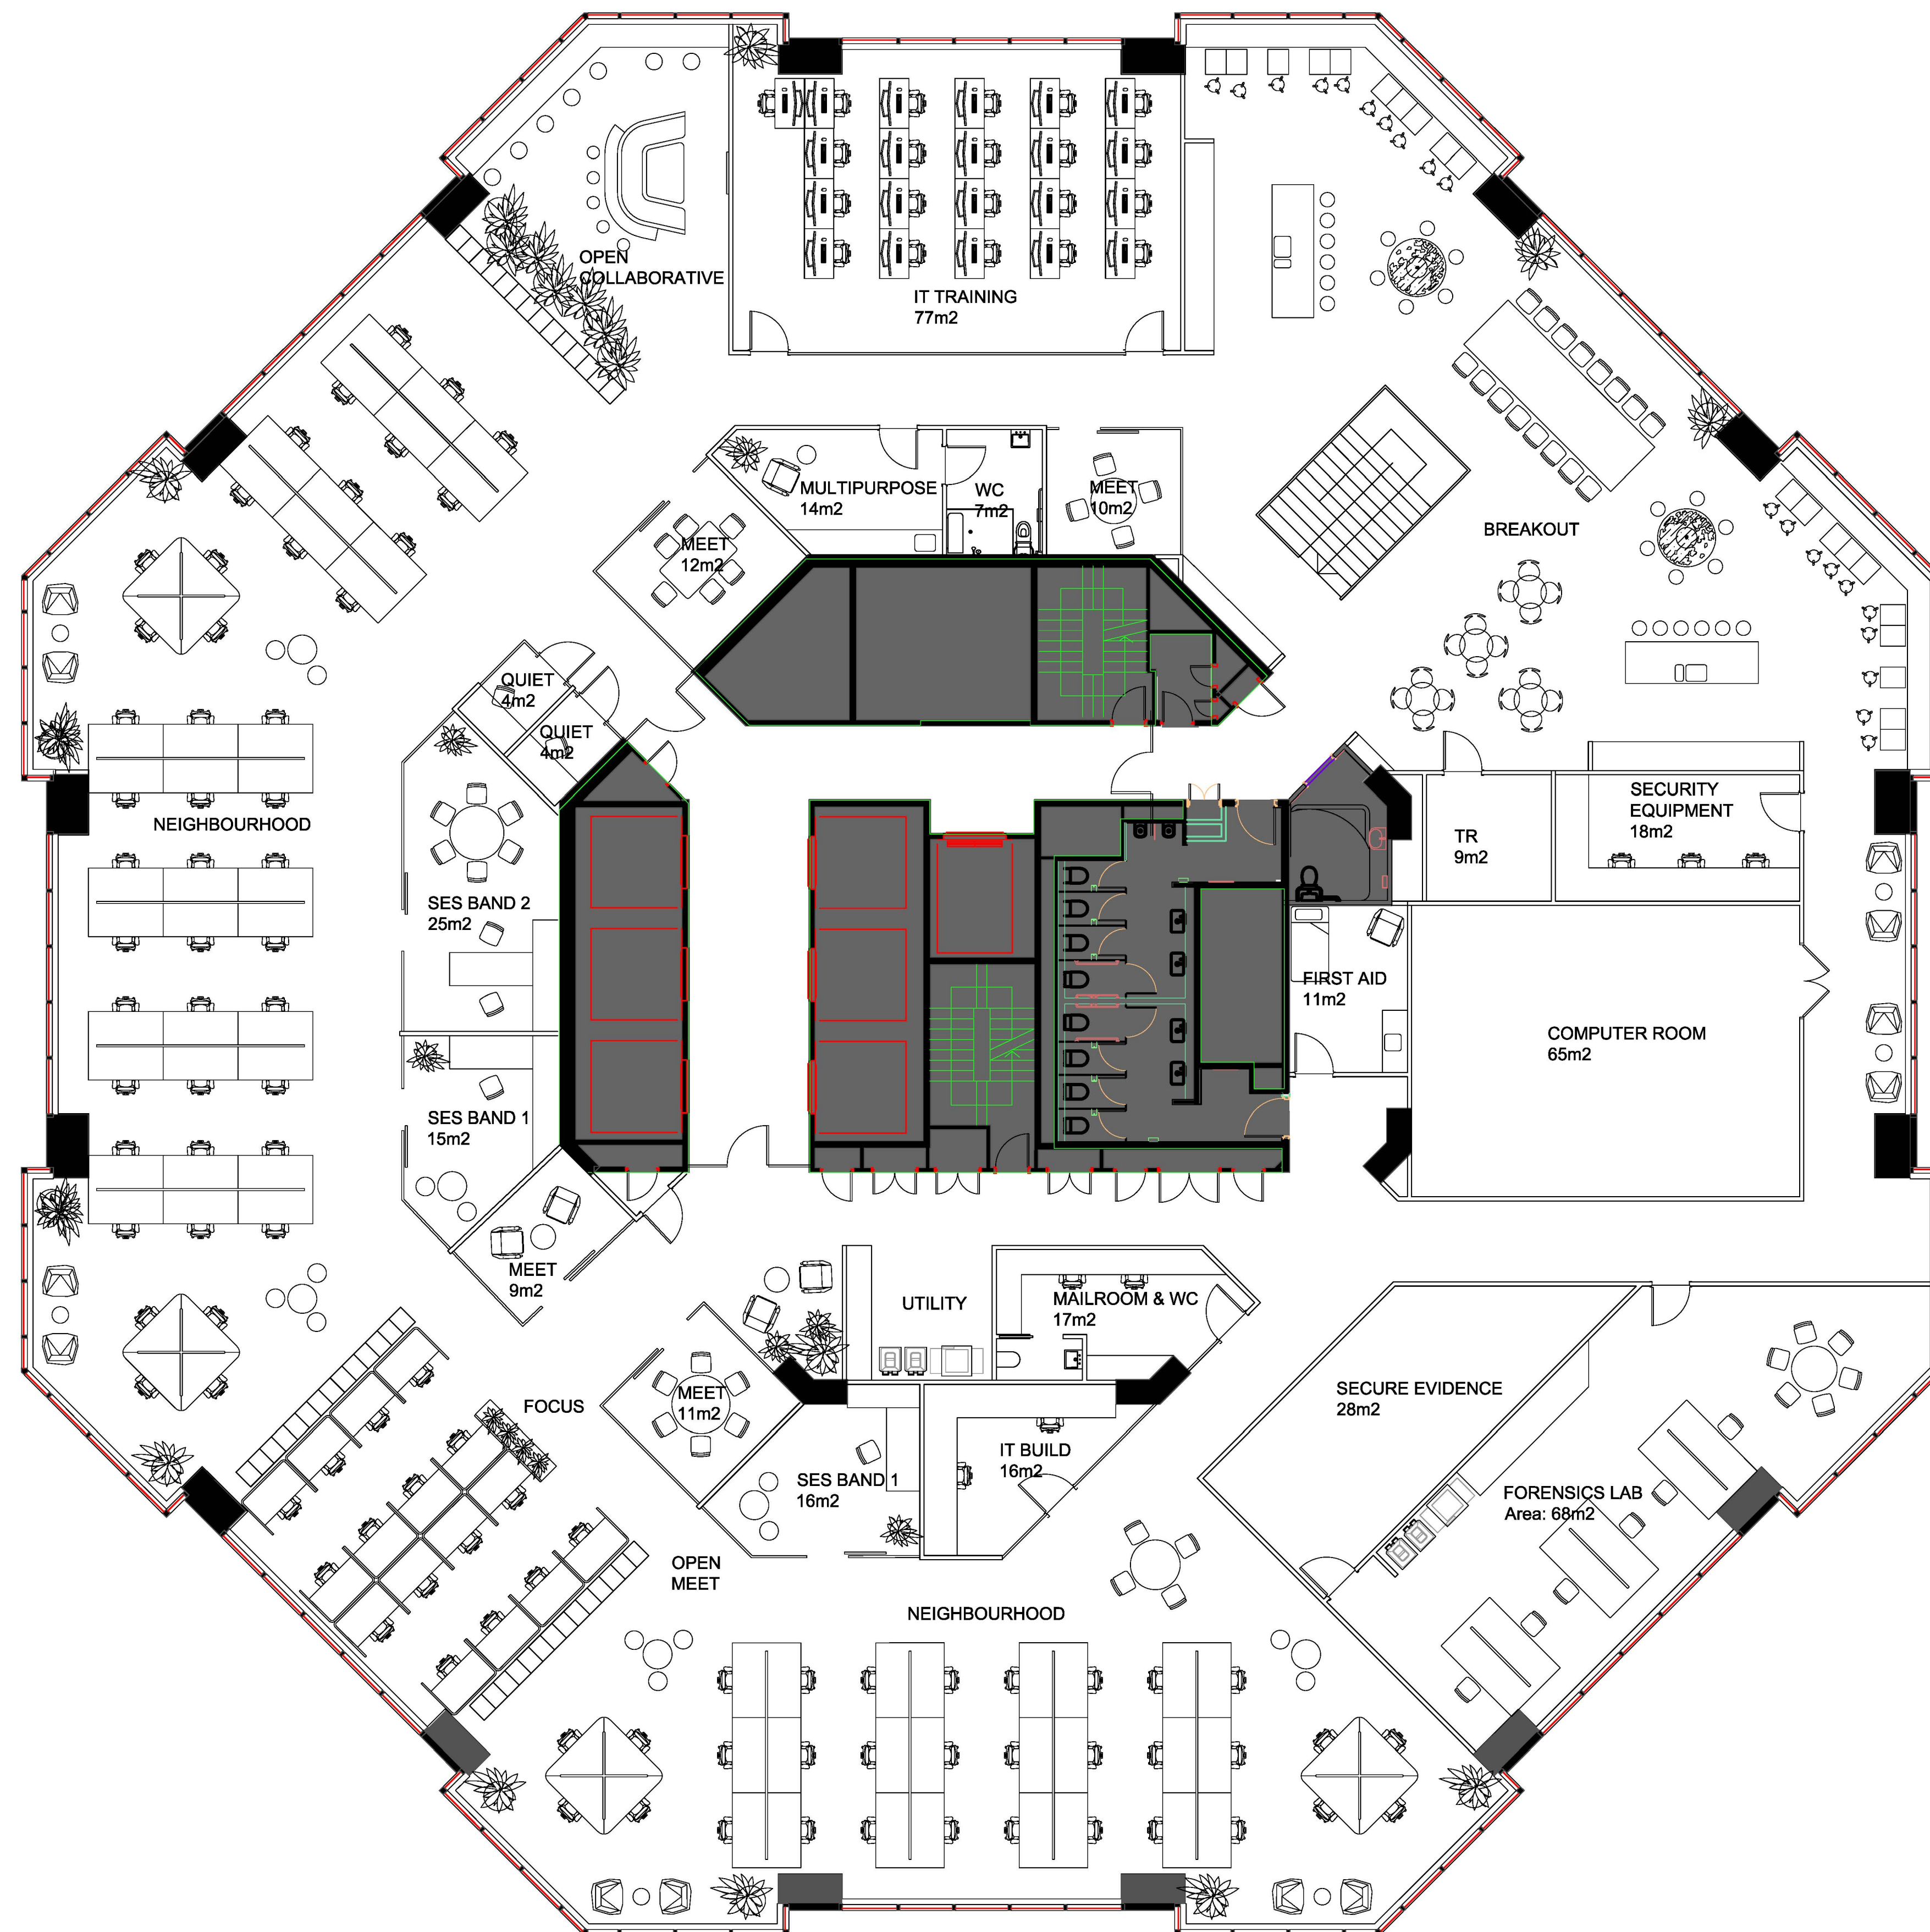 OPEN
COLLABORATIVE
IT TRAINING
77m2
MULTIPURPOSE
14m2
WC
7m2
MEET
10m2
MEET
12m2
BREAKOUT
QUIET
4m2
QUIET
4m2
NEIGHBOURHOOD
SECURITY
EQUIPMENT
18m2
TR
9m2
SES BAND 2
25m2
FIRST AID
11m2
COMPUTER ROOM
65m2
SES BAND 1
15m2
MEET
9m2
UTILITY
MAILROOM & WC
17m2
FOCUS
MEET
11m2
SECURE EVIDENCE
28m2
IT BUILD
16m2
SES BAND 1
16m2
FORENSICS LAB
Area: 68m2
OPEN
MEET
NEIGHBOURHOOD